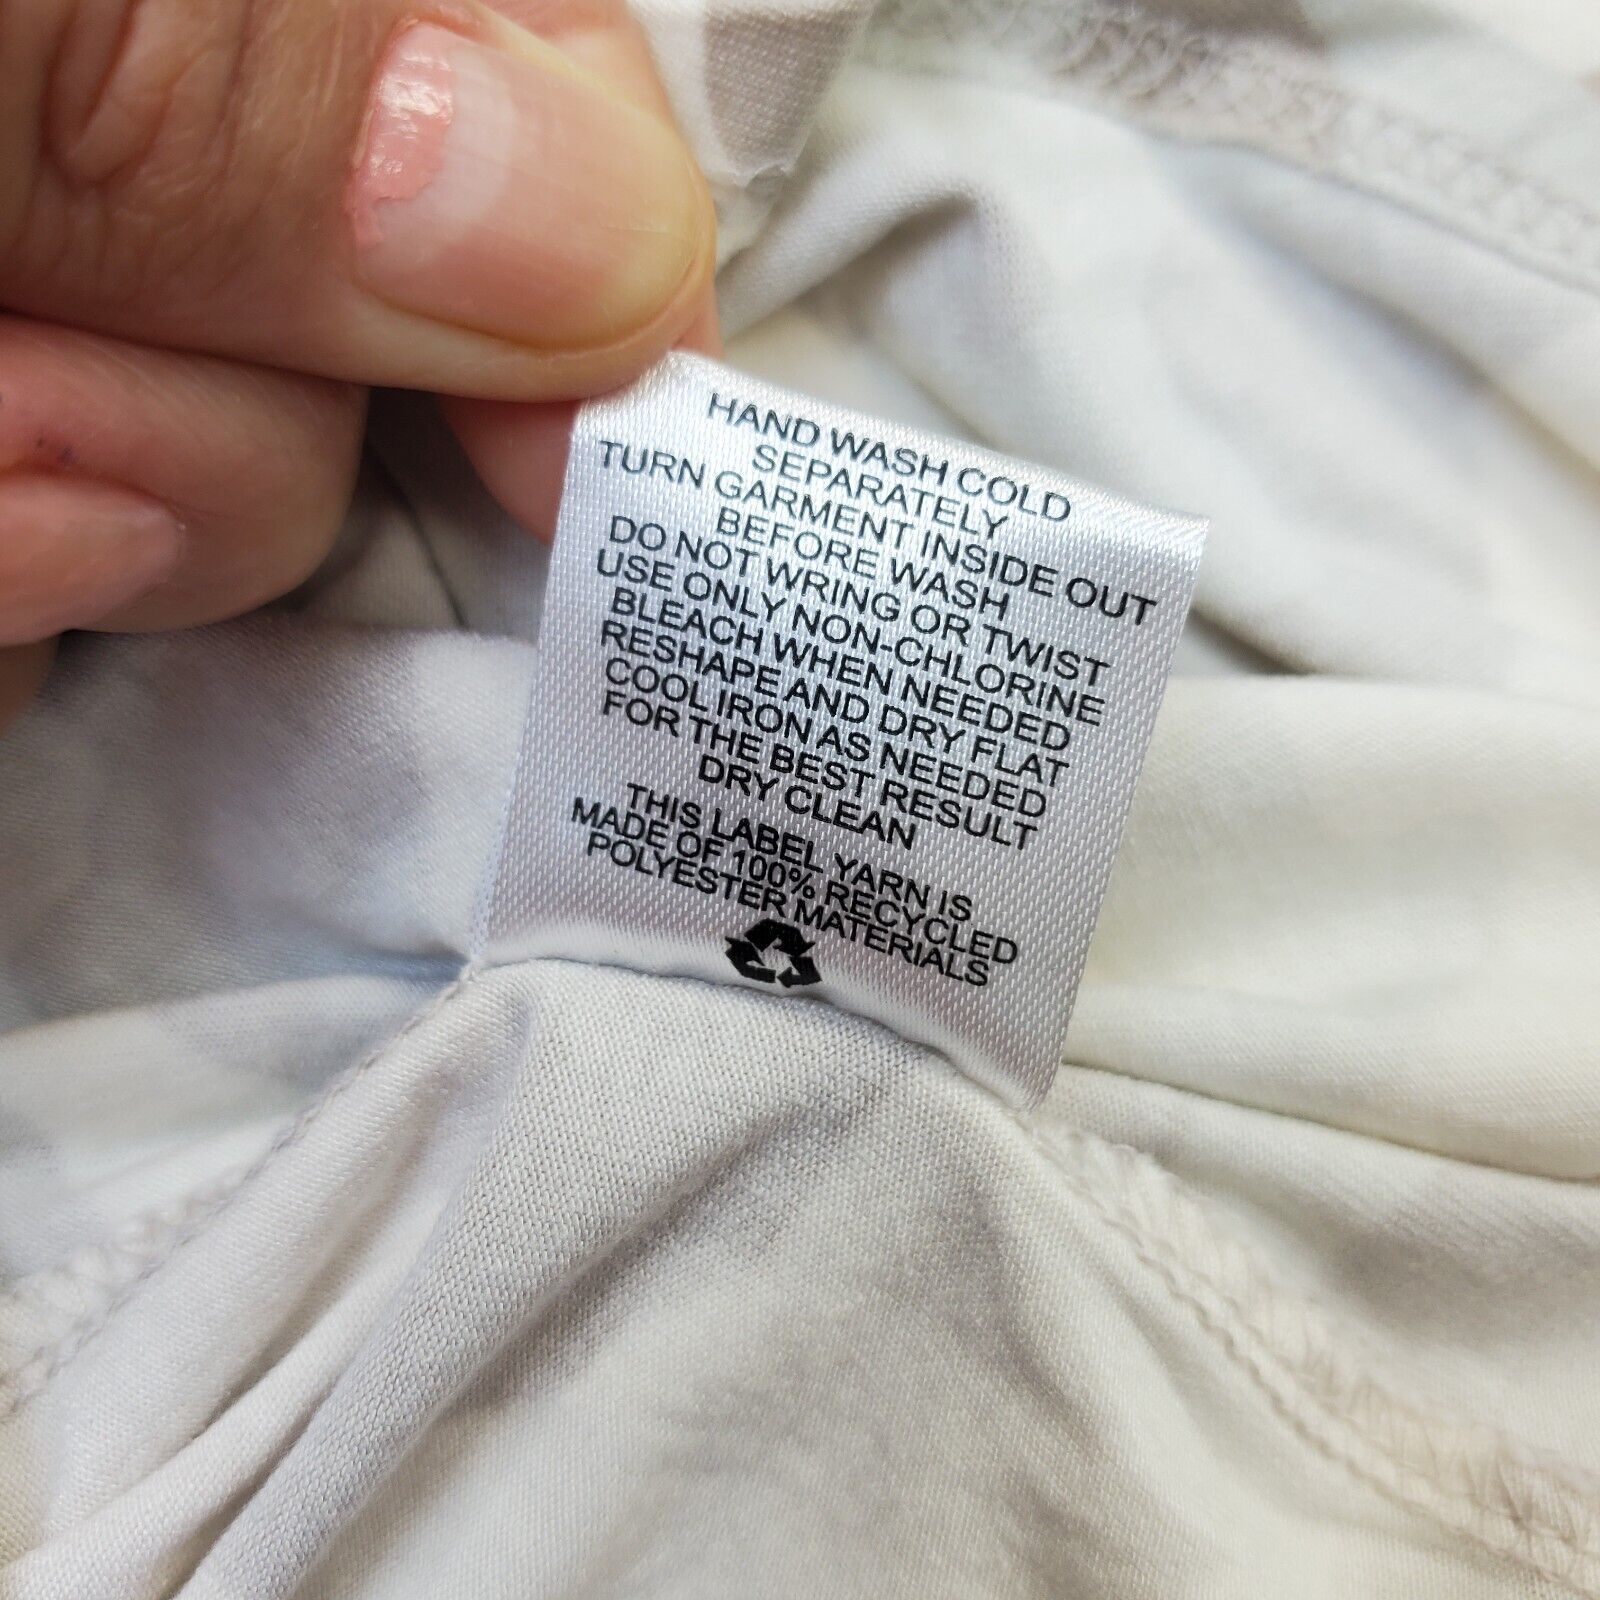 HAND WASH COLD
SEPARATELY
TURN GARMENT INSIDE OUT
BEFORE WASH
DO NOT WRING OR TWIST
USE ONLY NON-CHLORINE
BLEACH WHEN NEEDED
RESHAPE AND DRY FLAT
COOL IRON AS NEEDED
FOR THE BEST RESULT
DRY CLEAN
THIS LABEL YARN IS
MADE OF 100% RECYCLED
POLYESTER MATERIALS